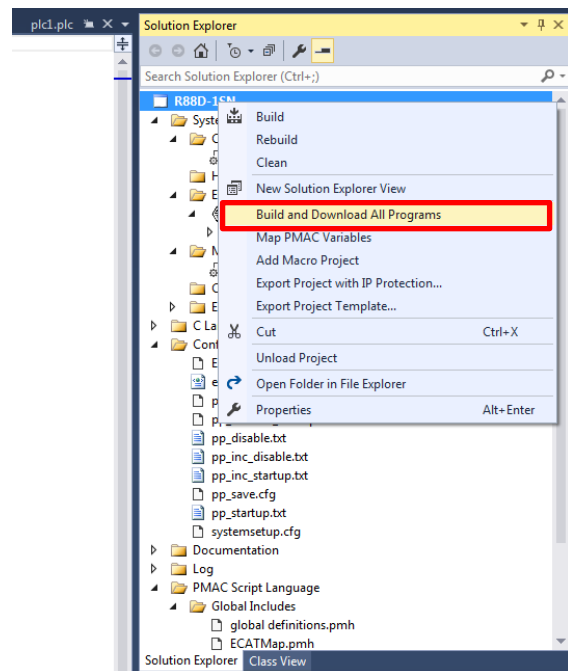 plc1.plc
Solution Explorer
Search Solution Explorer (Ctrl+;)
R88D-1SN
Syste
Build
C
Rebuild
Clean
H
New Solution Explorer View
E
Build and Download All Programs
Map PMAC Variables
Add Macro Project
Export Project with IP Protection...
C
E
Export Project Template...
C La
Cut
Ctrl+X
Conf
Unload Project
E
e
Open Folder in File Explorer
p
Properties
Alt+Enter
pp_disable.txt
pp_inc_disable.txt
pp_inc_startup.txt
pp_save.cfg
pp_startup.txt
systemsetup.cfg
Documentation
Log
PMAC Script Language
Global Includes
global definitions.pmh
ECATMap.pmh
Solution Explorer
Class View